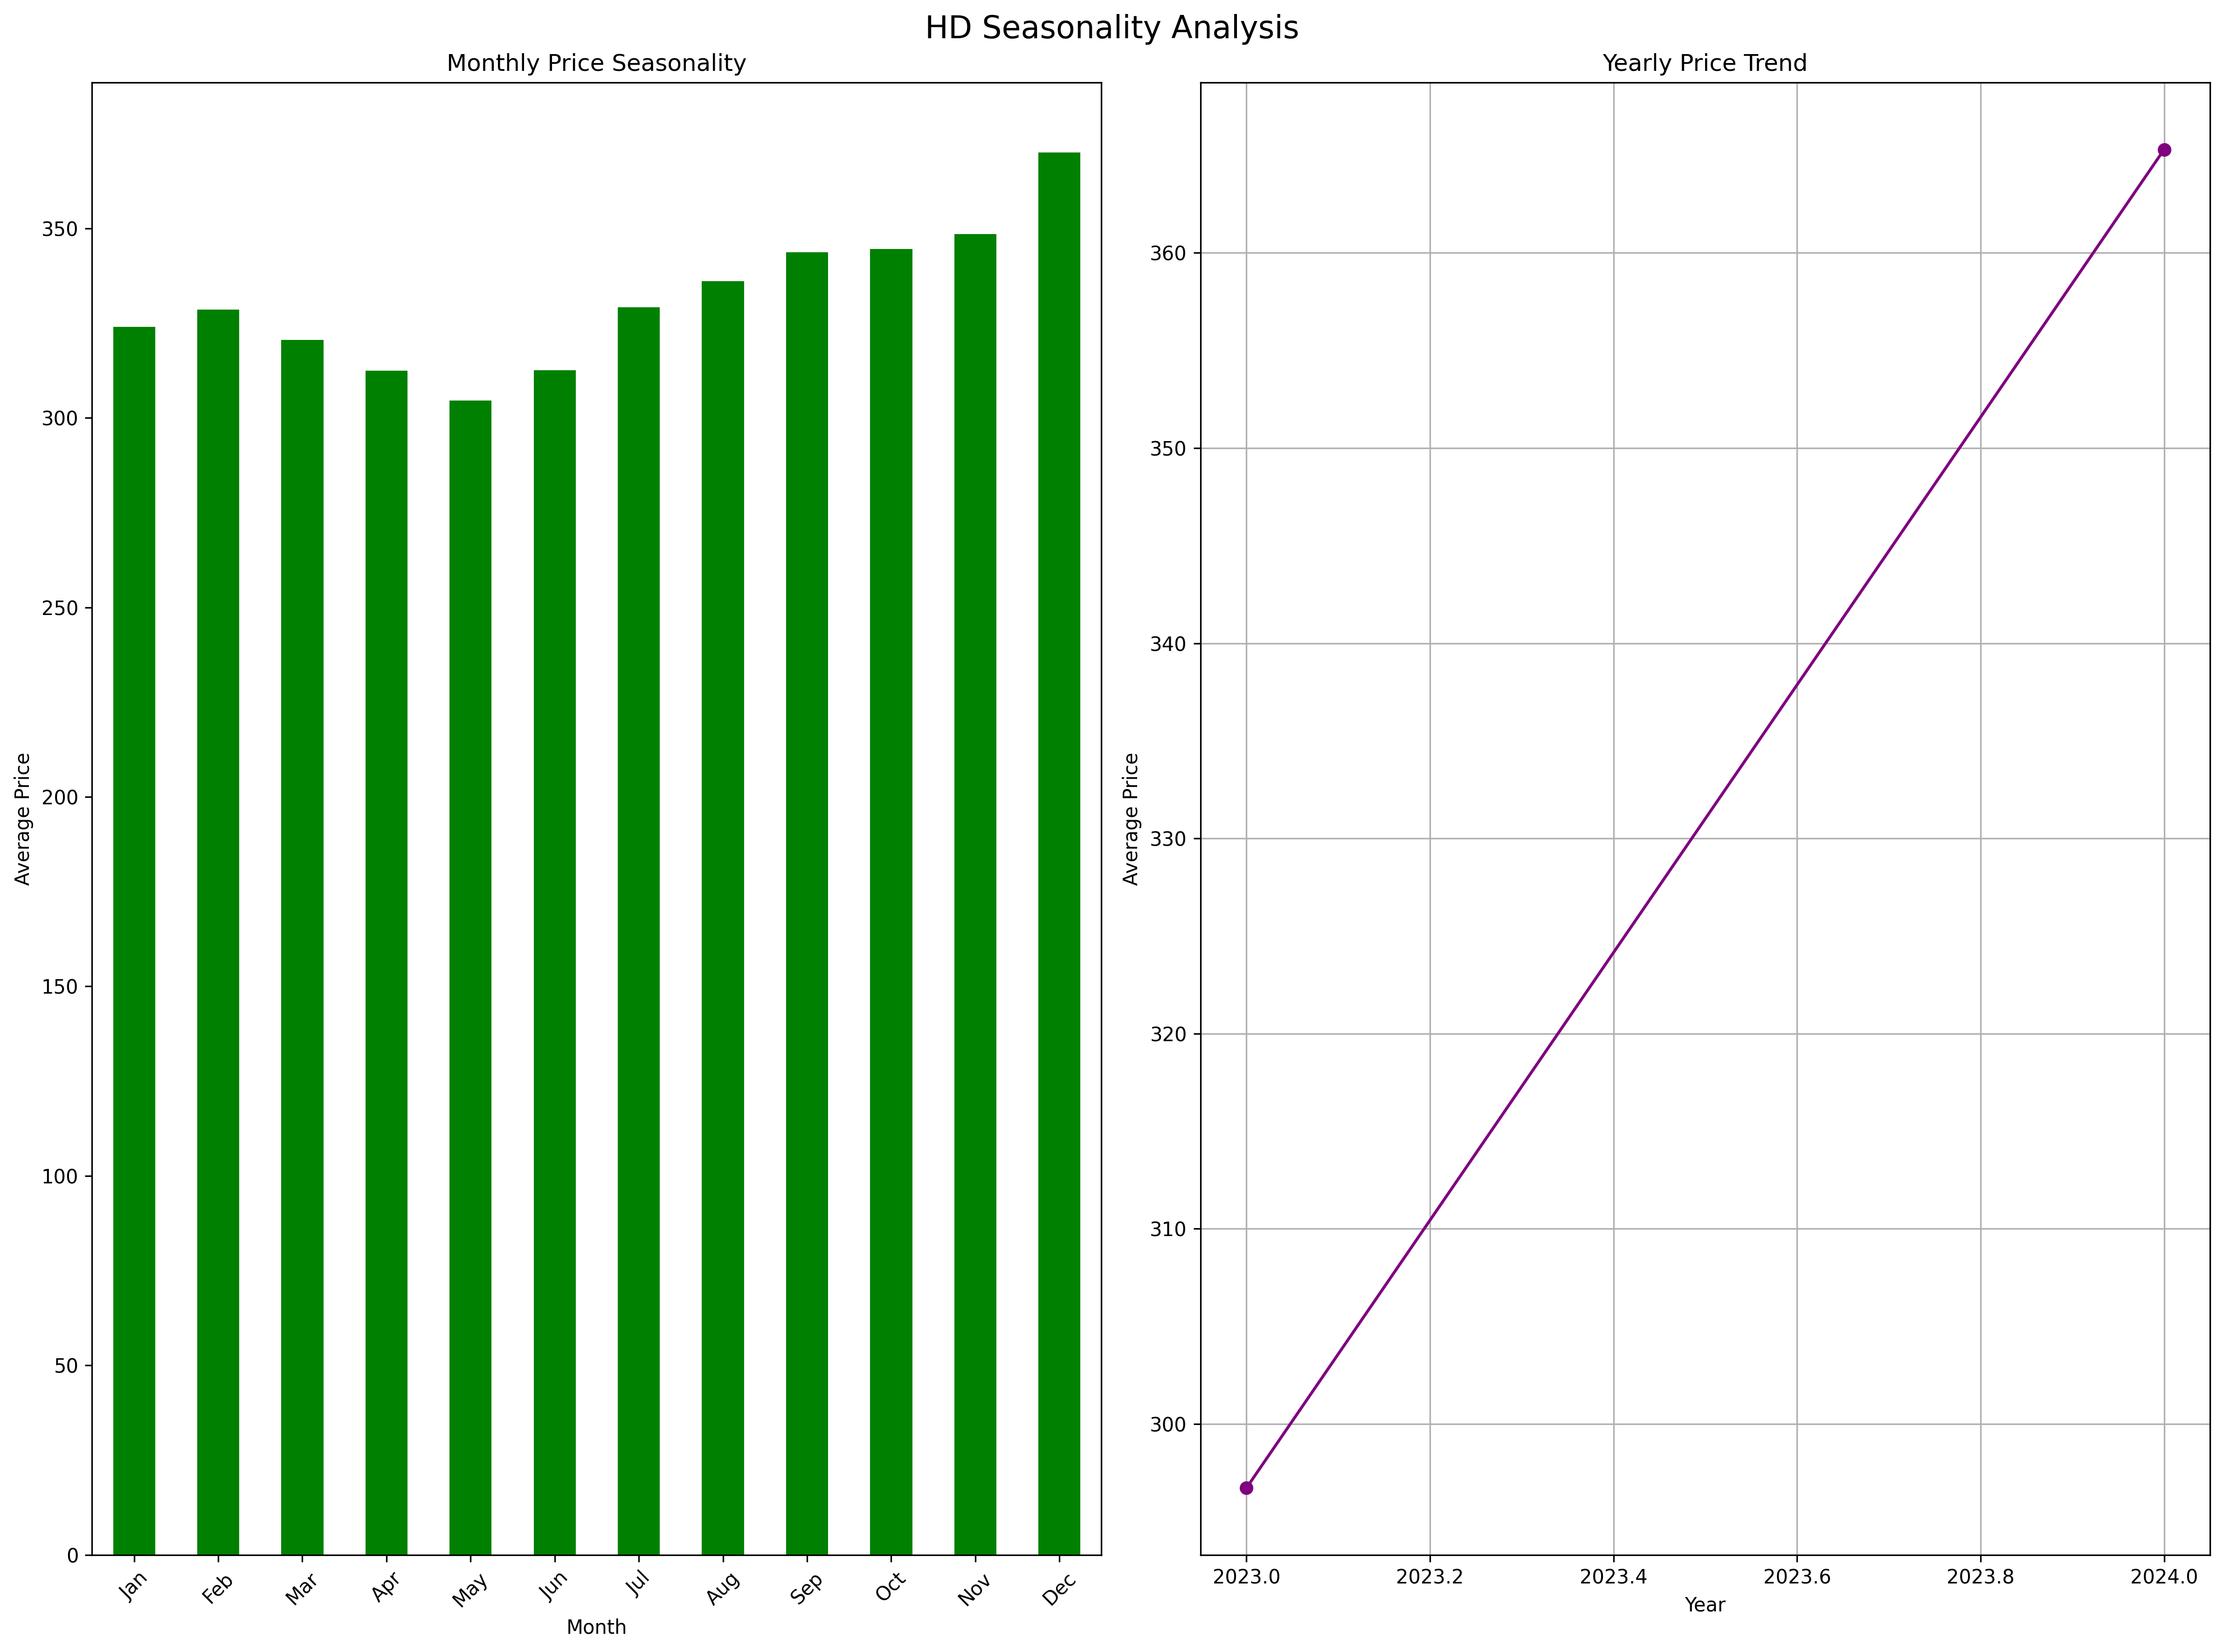 HD Seasonality Analysis
Monthly Price Seasonality
Average Price
350
300
250
200
150
100
50
0
Jan
Feb
Mar
Apr
May
Jun
Jul
Aug
Sep
Oct
Nov
Dec
Month
Yearly Price Trend
Average Price
360
350
340
330
320
310
300
2023.0
2023.2
2023.4
2023.6
2023.8
2024.0
Year